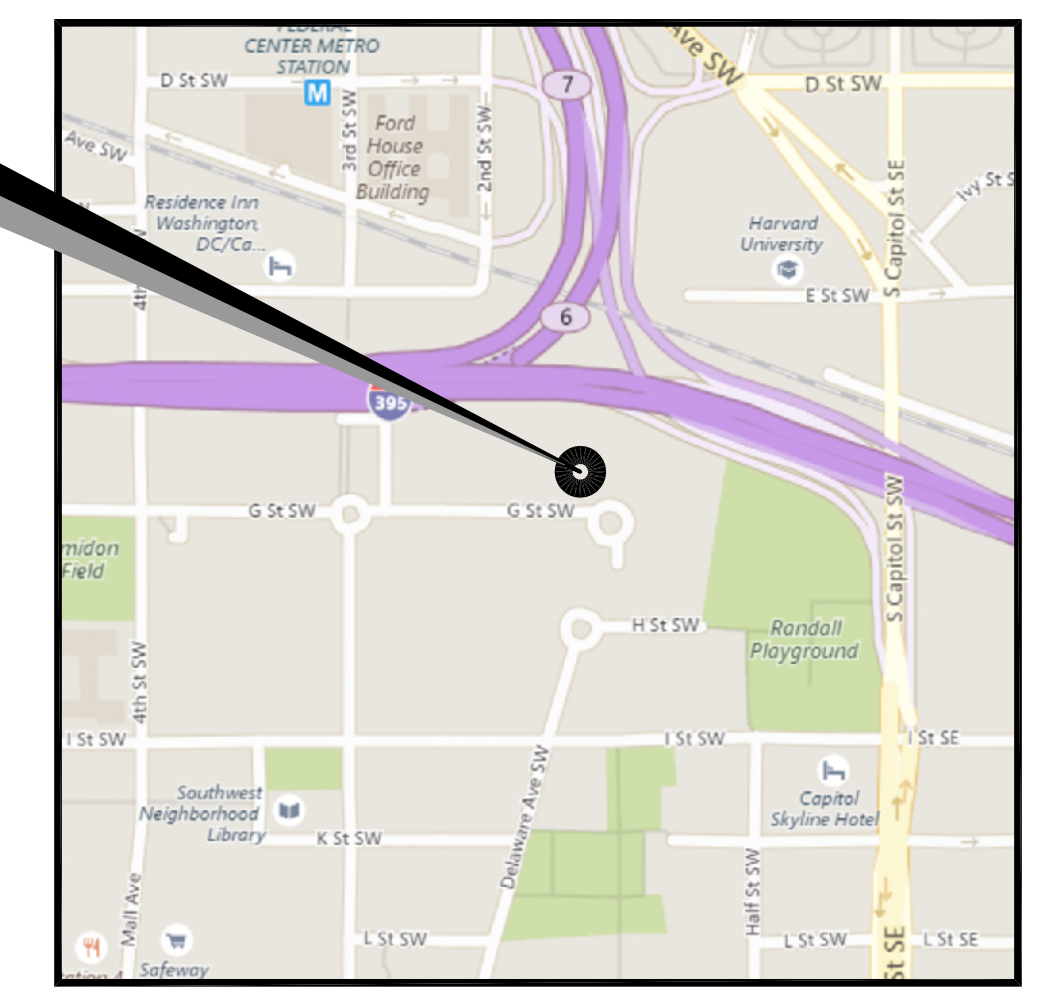 FEDERAL
CENTER METRO
STATION
M
D St SW
3rd St SW
Ford
House
Office
Building
2nd St SW
7
Ave SW
D St SW
Ave SW
Residence Inn
Washington,
DC/Ca...
4th
6
Harvard
University
E St SW
S Capitol St SE
Ivy St S
395
G St SW
G St SW
S Capitol St SW
midon
Field
H St SW
Randall
Playground
4th St SW
I St SW
I St SW
I St SE
Southwest
Neighborhood
Library
K St SW
Delaware Ave SW
Capitol
Skyline Hotel
Half St SW
Mall Ave
L St SW
L St SW
L St SE
St SE
Safeway